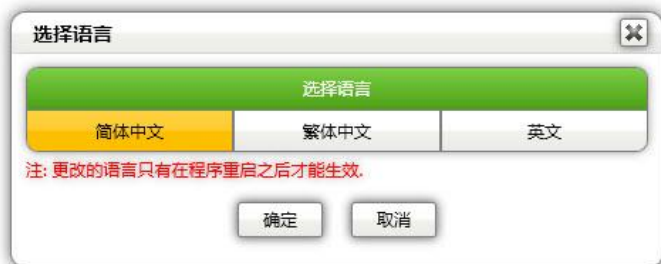 选择语言
选择语言
简体中文 繁体中文 英文
注: 更改的语言只有在程序重启之后才能生效.
确定 取消